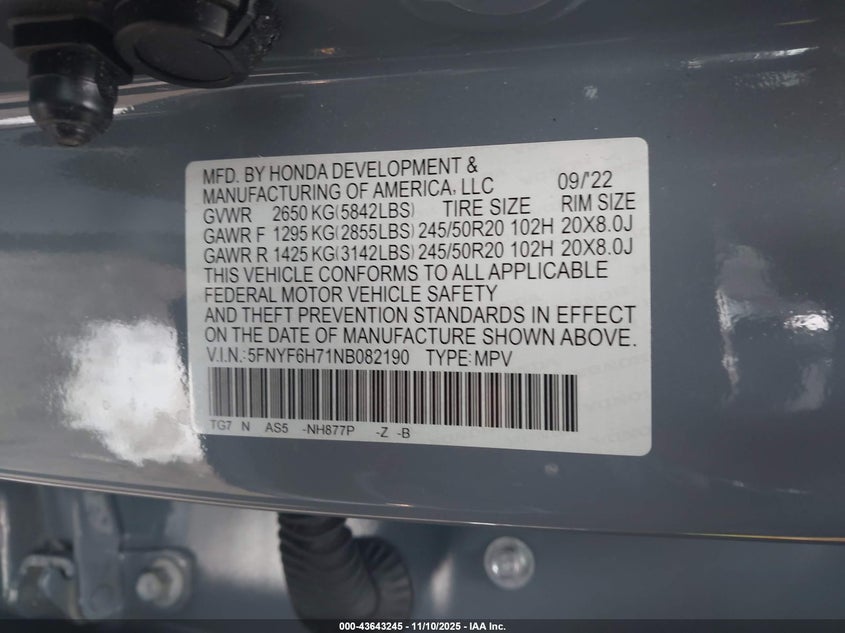 MFD. BY HONDA DEVELOPMENT &
MANUFACTURING OF AMERICA, LLC 09/'22
GVWR 2650 KG(5842LBS) TIRE SIZE RIM SIZE
GAWR F 1295 KG(2855LBS) 245/50R20 102H 20X8.0J
GAWR R 1425 KG(3142LBS) 245/50R20 102H 20X8.0J
THIS VEHICLE CONFORMS TO ALL APPLICABLE
FEDERAL MOTOR VEHICLE SAFETY
AND THEFT PREVENTION STANDARDS IN EFFECT
ON THE DATE OF MANUFACTURE SHOWN ABOVE.
V.I.N.:5FNYF6H71NB082190 TYPE:MPV
TG7 N AS5 -NH877P -Z -B
000-43643245 - 11/10/2025 - IAA Inc.